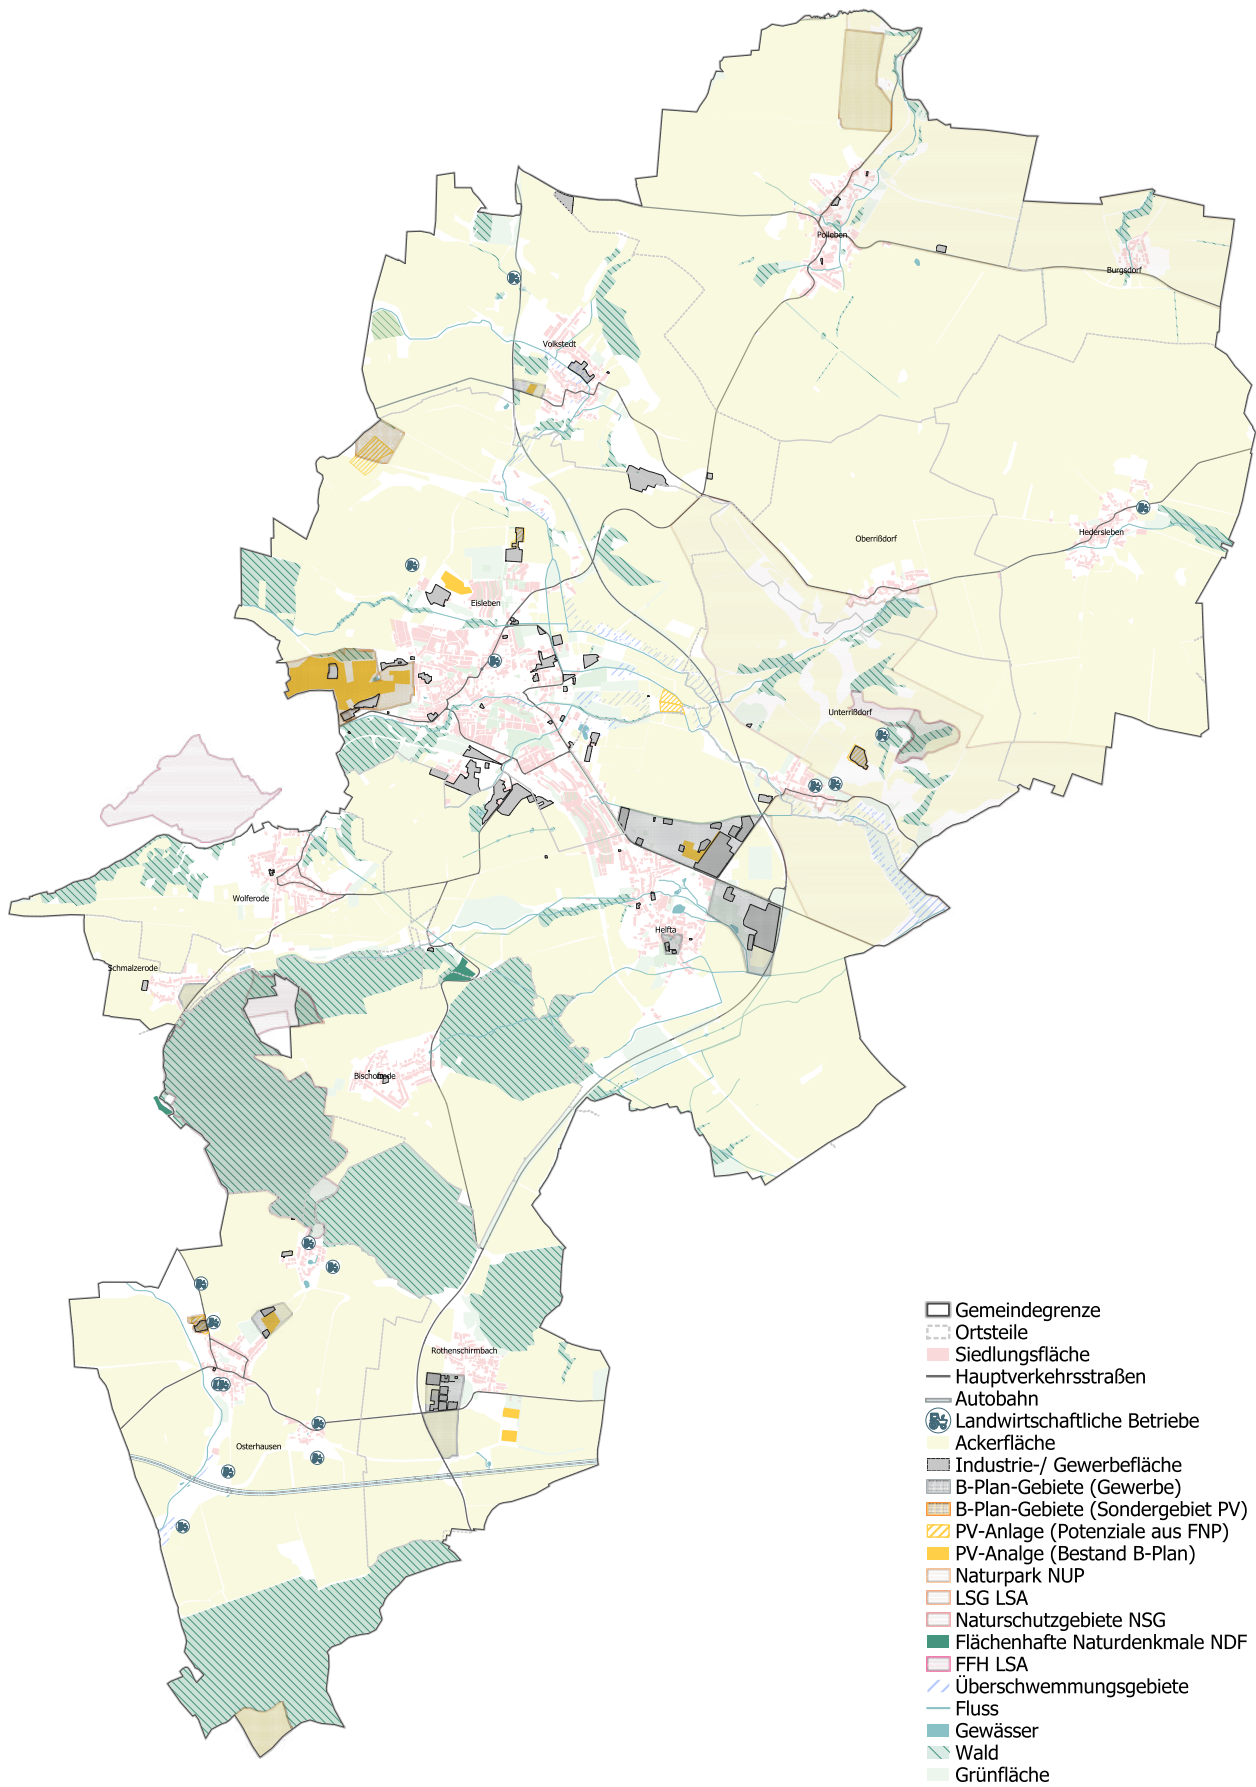 Polleben
Burgsdorf
Volkstedt
Hedersleben
Oberrißdorf
Eisleben
Unterrißdorf
Wolferode
Helfta
Schmalzerode
Rothenschirmbach
Osterhausen
Gemeindegrenze
Ortsteile
Siedlungsfläche
Hauptverkehrsstraßen
Autobahn
Landwirtschaftliche Betriebe
Ackerfläche
Industrie-/ Gewerbefläche
B-Plan-Gebiete (Gewerbe)
B-Plan-Gebiete (Sondergebiet PV)
PV-Anlage (Potenziale aus FNP)
PV-Analge (Bestand B-Plan)
Naturpark NUP
LSG LSA
Naturschutzgebiete NSG
Flächenhafte Naturdenkmale NDF
FFH LSA
Überschwemmungsgebiete
Fluss
Gewässer
Wald
Grünfläche